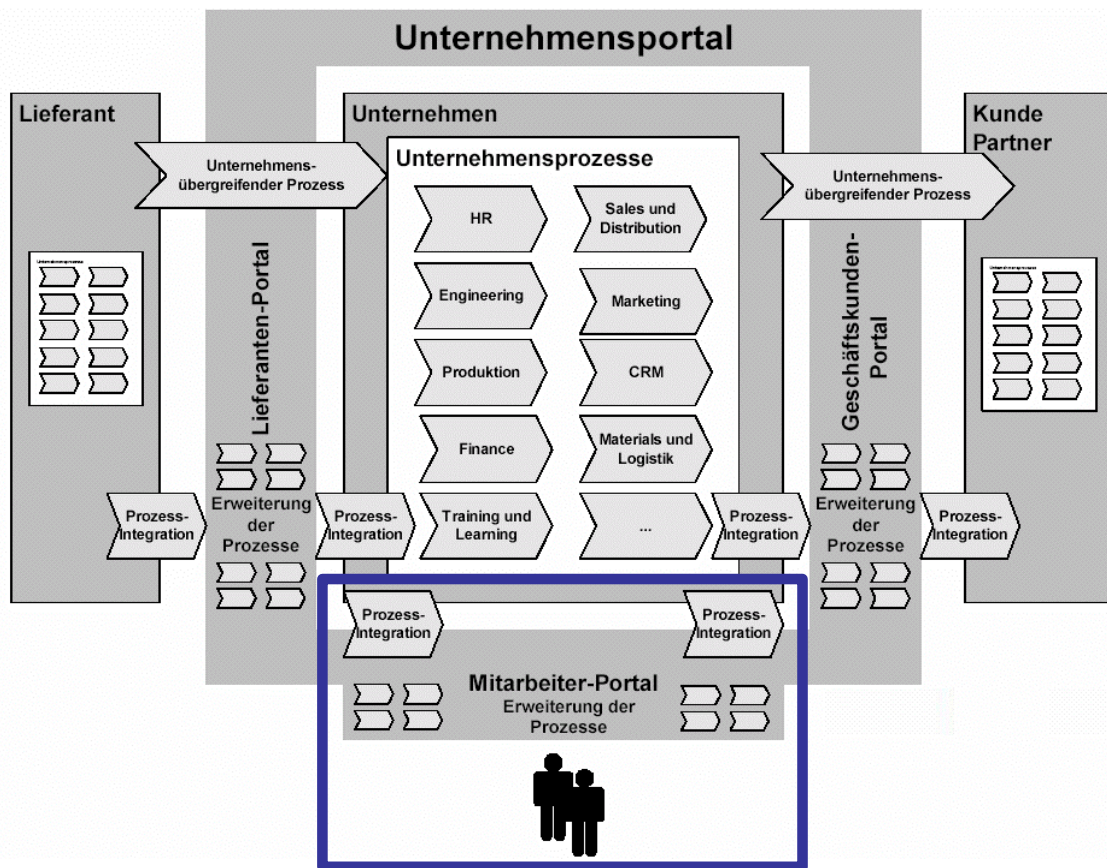 Unternehmensportal
Lieferant
Unternehmen
Kunde
Partner
Unternehmens-
übergreifender Prozess
Unternehmensprozesse
Unternehmens-
übergreifender Prozess
HR
Sales und
Distribution
Engineering
Marketing
Produktion
CRM
Finance
Materials und
Logistik
Training und
Learning
...
Unternehmensprozesse
Unternehmensprozesse
Lieferanten-Portal
Geschäftskunden-
Portal
Prozess-
Integration
Erweiterung
der
Prozesse
Prozess-
Integration
Prozess-
Integration
Erweiterung
der
Prozesse
Prozess-
Integration
Prozess-
Integration
Prozess-
Integration
Mitarbeiter-Portal
Erweiterung der
Prozesse